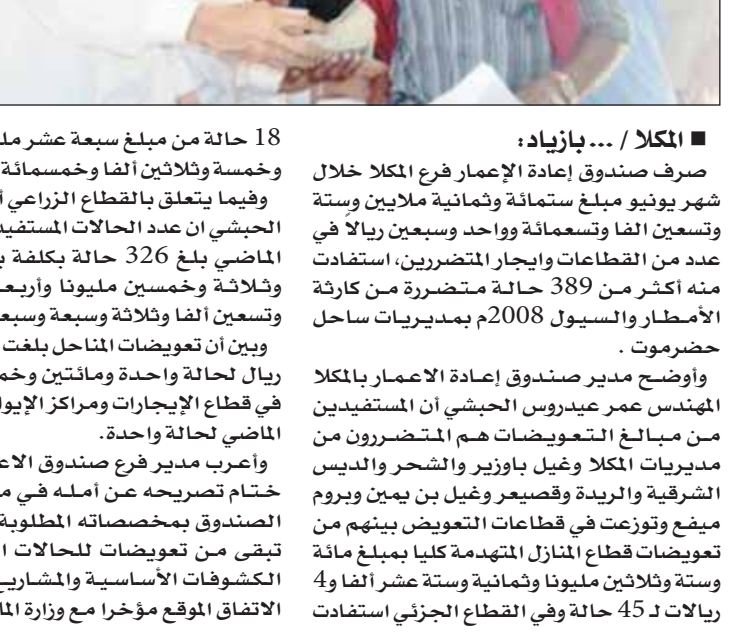 ■ المكلا / ... بازياد:
صرف صندوق إعادة الإعمار فرع المكلا خلال
شهر يونيو مبلغ ستمائة وثمانية ملايين وستة
وتسعين الفا وتسعمائة وواحد وسبعين ريالاً في
عدد من القطاعات وايجار المتضررين، استفادت
منه أكثر من 389 حالة متضررة من كارثة
الأمطار والسيول 2008م بمديريات ساحل
حضرموت .
وأوضح مدير صندوق إعادة الاعمار بالمكلا
المهندس عمر عيدروس الحبشي أن المستفيدين
من مبالغ التعويضات هم المتضررون من
مديريات المكلا وغيل باوزير والشحر والديس
الشرقية والريدة وقصيعر وغيل بن يمين وبروم
ميفع وتوزعت في قطاعات التعويض بينهم من
تعويضات قطاع المنازل المتهدمة كليا بمبلغ مائة
وستة وثلاثين مليونا وثمانية وستة عشر ألفا و4
ريالات لـ 45 حالة وفي القطاع الجزئي استفادت
18 حالة من مبلغ سبعة عشر
وخمسة وثلاثين ألفا وخمسمائة
وفيما يتعلق بالقطاع الزراعي
الحبشي ان عدد الحالات
الماضي بلغ 326 حالة بكلفة
وثلاثة وخمسين مليونا
وتسعين ألفا وثلاثة وسبعة
وبين أن تعويضات المناحل بلغت
ريال لحالة واحدة ومائتين
في قطاع الإيجارات ومراكز
الماضي لحالة واحدة.
وأعرب مدير فرع صندوق
ختام تصريحه عن أمله في
الصندوق بمخصصاته المطلوبة
تبقى من تعويضات للحالات
الكشوفات الأساسية
الاتفاق الموقع مؤخرا مع وزارة